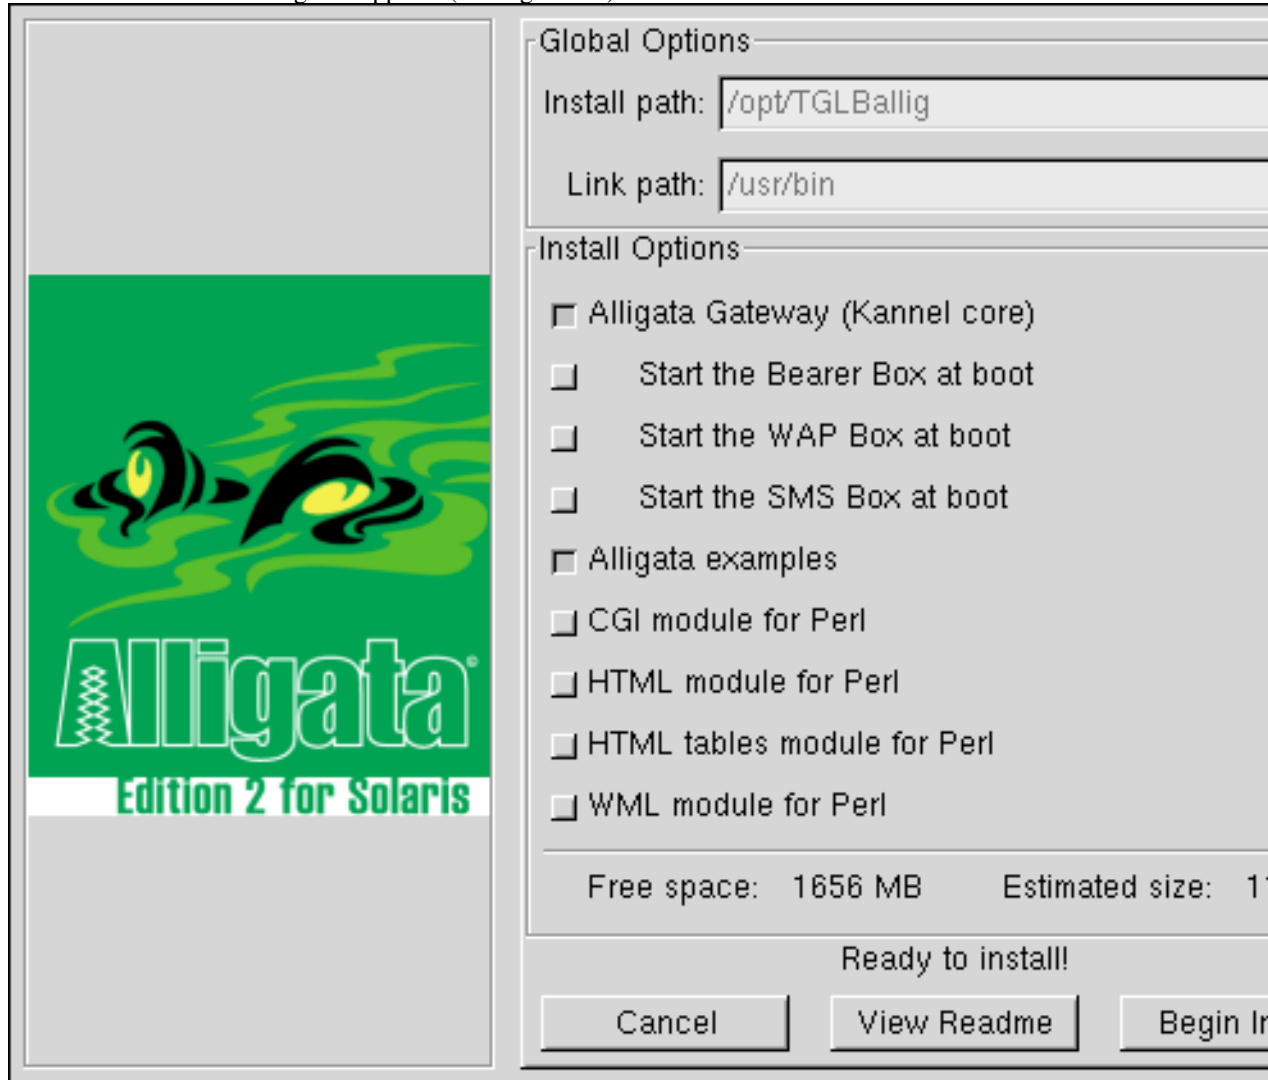 Global Options
Install path: /opt/TGLBallig
Link path: /usr/bin
Install Options
Alligata Gateway (Kannel core)
Start the Bearer Box at boot
Start the WAP Box at boot
Start the SMS Box at boot
Alligata examples
CGI module for Perl
HTML module for Perl
HTML tables module for Perl
WML module for Perl
Free space: 1656 MB Estimated size:
Ready to install!
Cancel View Readme Begin
Alligata©
Edition 2 for Solaris